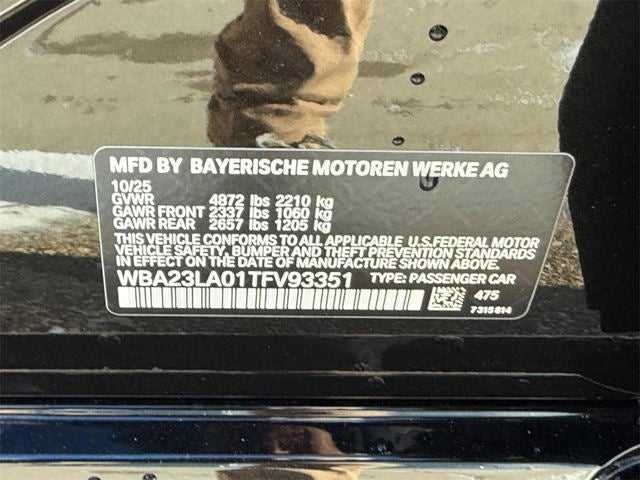 MFD BY BAYERISCHE MOTOREN WERKE AG
10/25
GVWR 4872 lbs 2210 kg
GAWR FRONT 2337 lbs 1060 kg
GAWR REAR 2657 lbs 1205 kg
THIS VEHICLE CONFORMS TO ALL APPLICABLE U.S.FEDERAL MOTOR
VEHICLE SAFETY, BUMPER AND THEFT PREVENTION STANDARDS
IN EFFECT ON THE DATE OF MANUFACTURE SHOWN ABOVE.
WBA23LA01TFV93351 TYPE: PASSENGER CAR
475
7315814